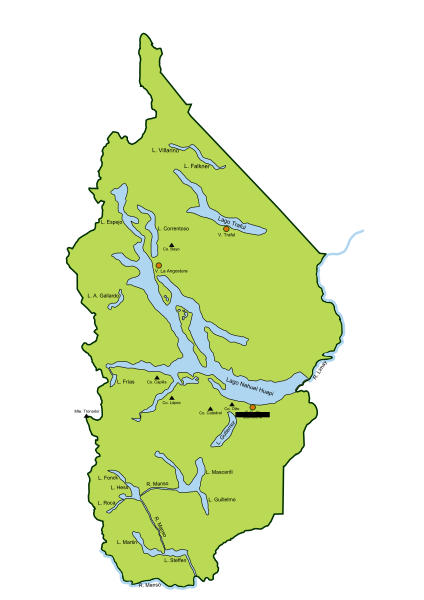 L. Villarino
L. Falkner
Lago Traful
L. Espejo
L. Correntoso
V. Traful
Co. Bayo
V. La Angostura
L. A. Gallardo
R. Limay
L. Frías
Co. Capilla
Lago Nahuel Huapi
Co. López
Mte. Tronador
Co. Catedral
Co. Otto
L. Gutiérrez
L. Mascardi
L. Fonck
L. Hess
R. Manso
L. Roca
L. Guillelmo
R. Manso
L. Martin
L. Steffen
R. Manso